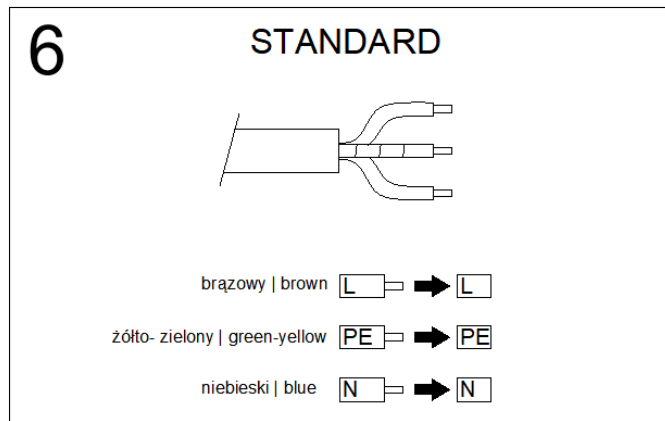 6 STANDARD
brązowy | brown L L
żółto- zielony | green-yellow PE PE
niebieski | blue N N